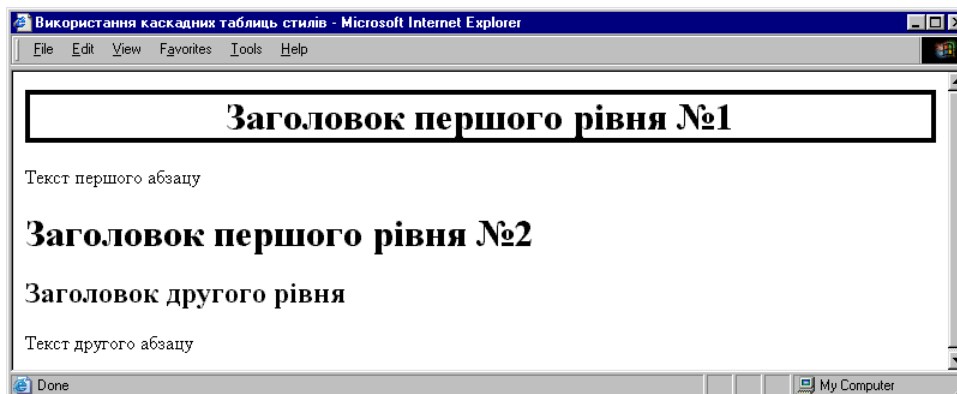 Використання каскадних таблиць стилів - Microsoft Internet Explorer
File Edit View Favorites Tools Help
Заголовок першого рівня №1
Текст першого абзацу
Заголовок першого рівня №2
Заголовок другого рівня
Текст другого абзацу
Done My Computer